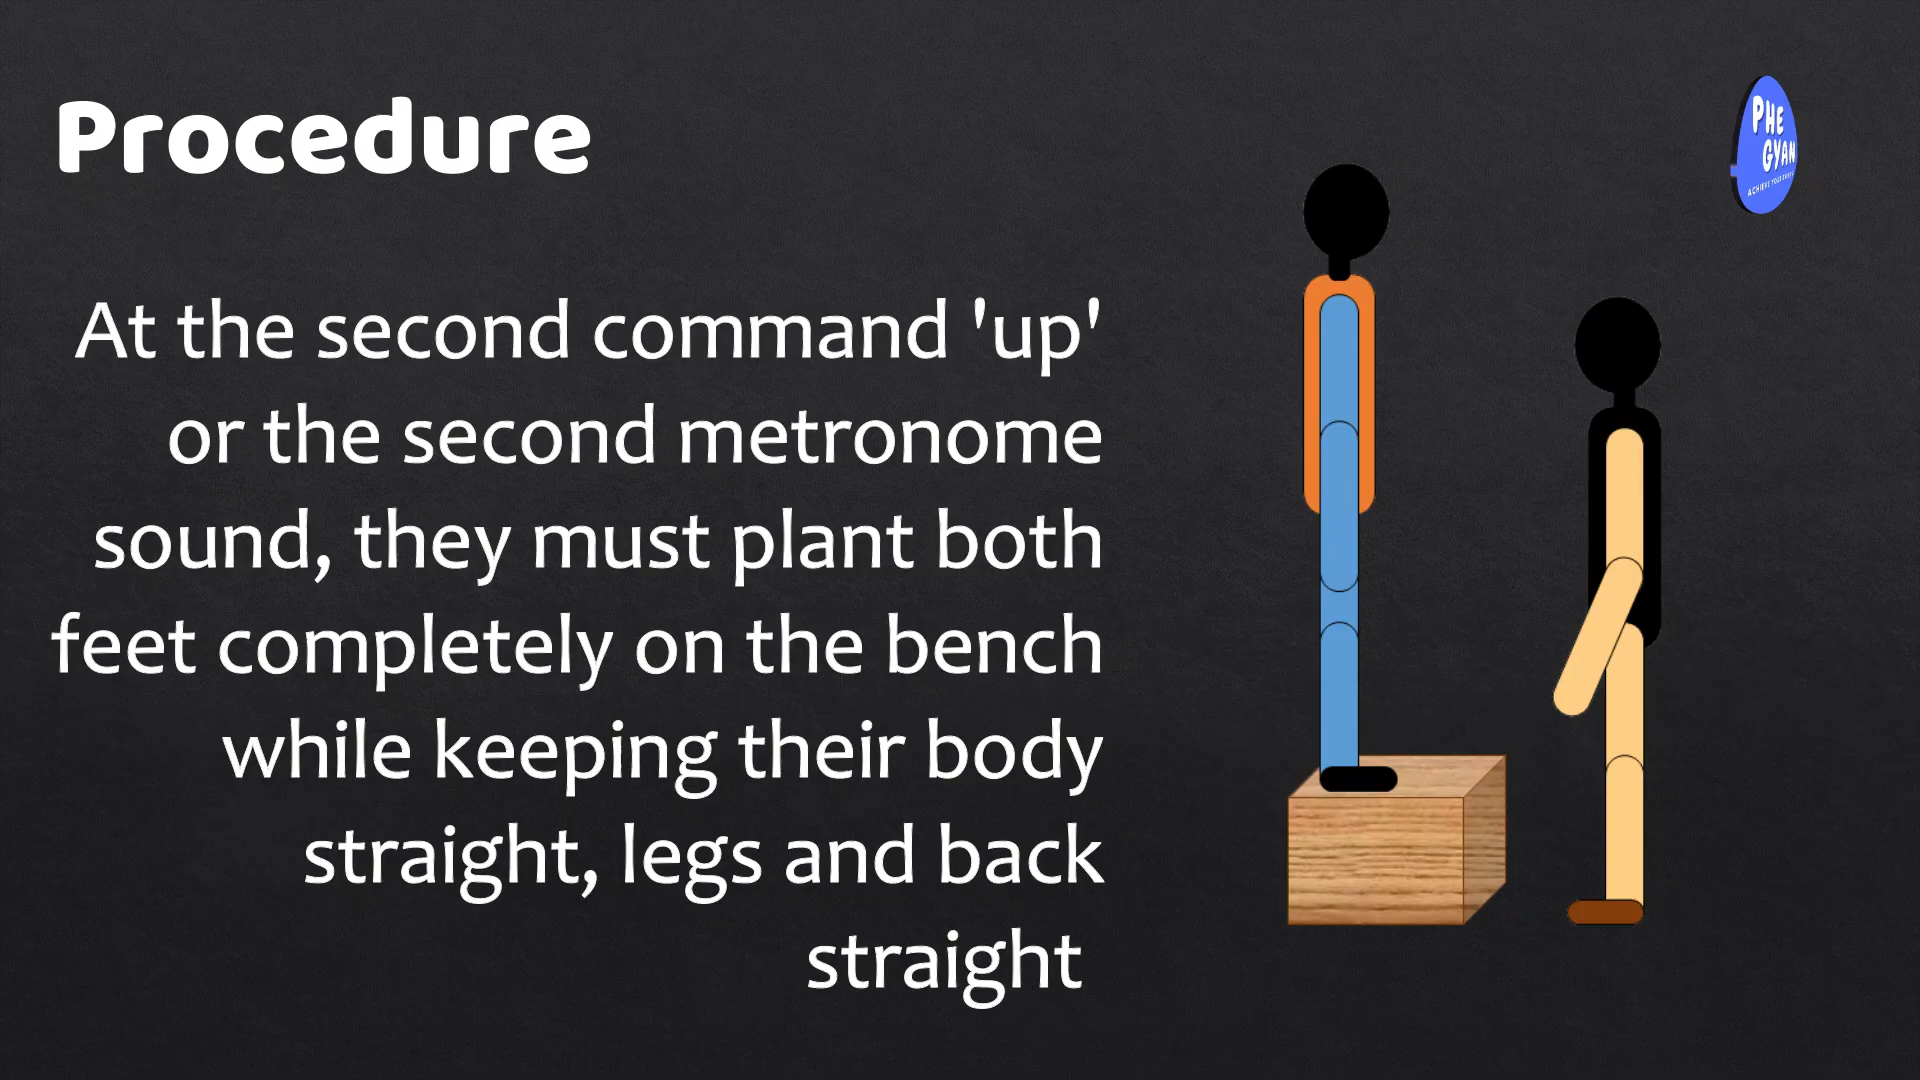 Procedure
At the second command 'up'
or the second metronome
sound, they must plant both
feet completely on the bench
while keeping their body
straight, legs and back
straight
PHE
GYAN